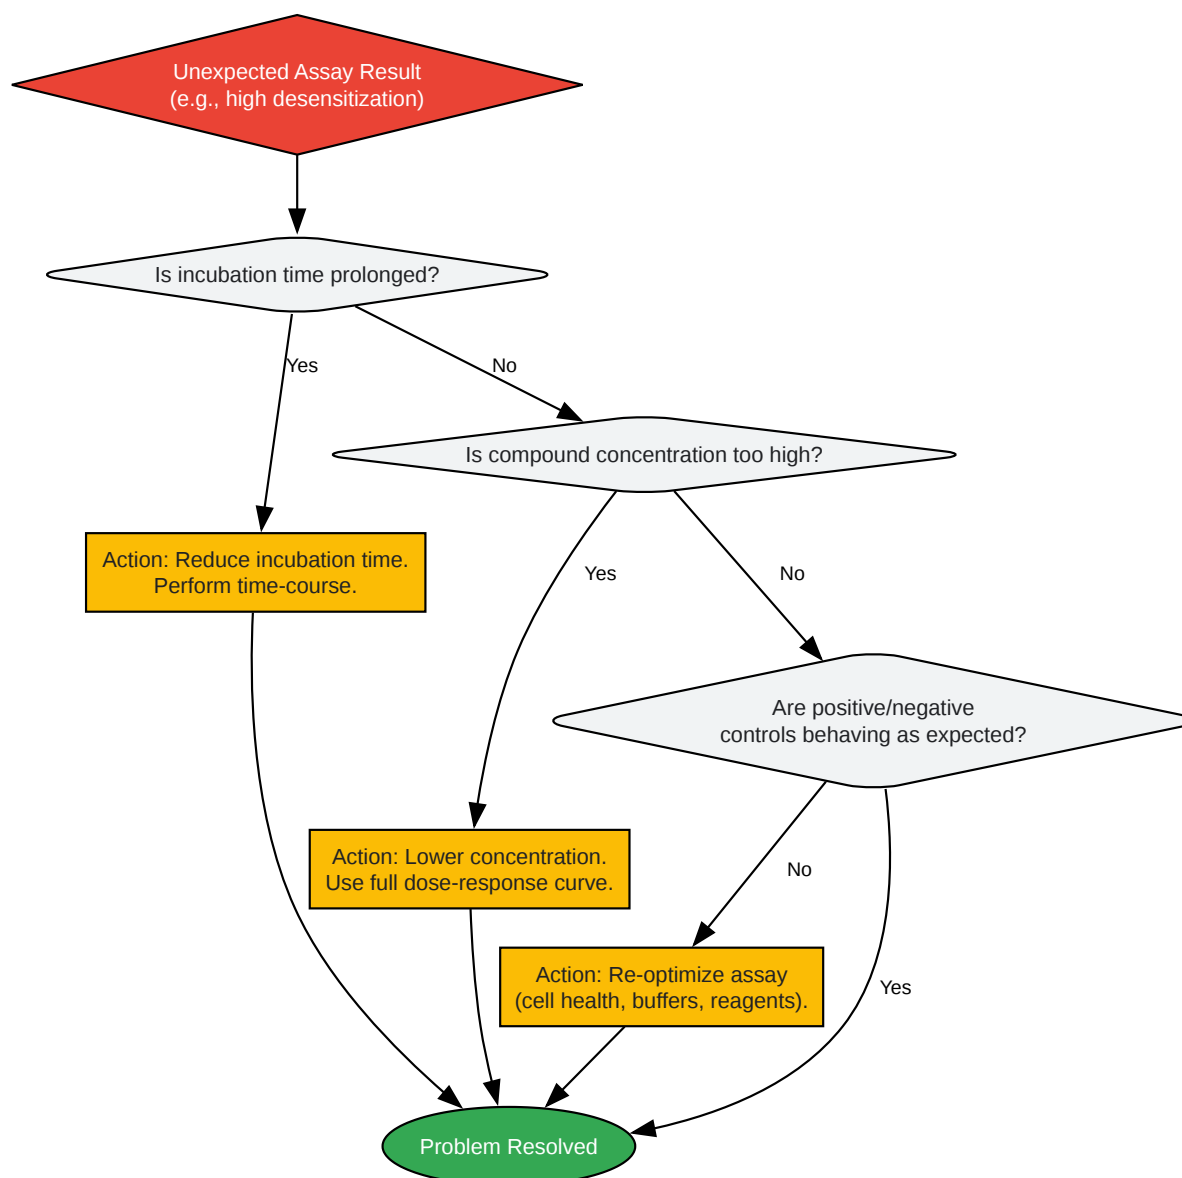 Unexpected Assay Result
(e.g., high desensitization)
Is incubation time prolonged?
Yes
No
Is compound concentration too high?
Action: Reduce incubation time.
Perform time-course.
Yes
No
Are positive/negative
controls behaving as expected?
Action: Lower concentration.
Use full dose-response curve.
No
Action: Re-optimize assay
(cell health, buffers, reagents).
Yes
Problem Resolved